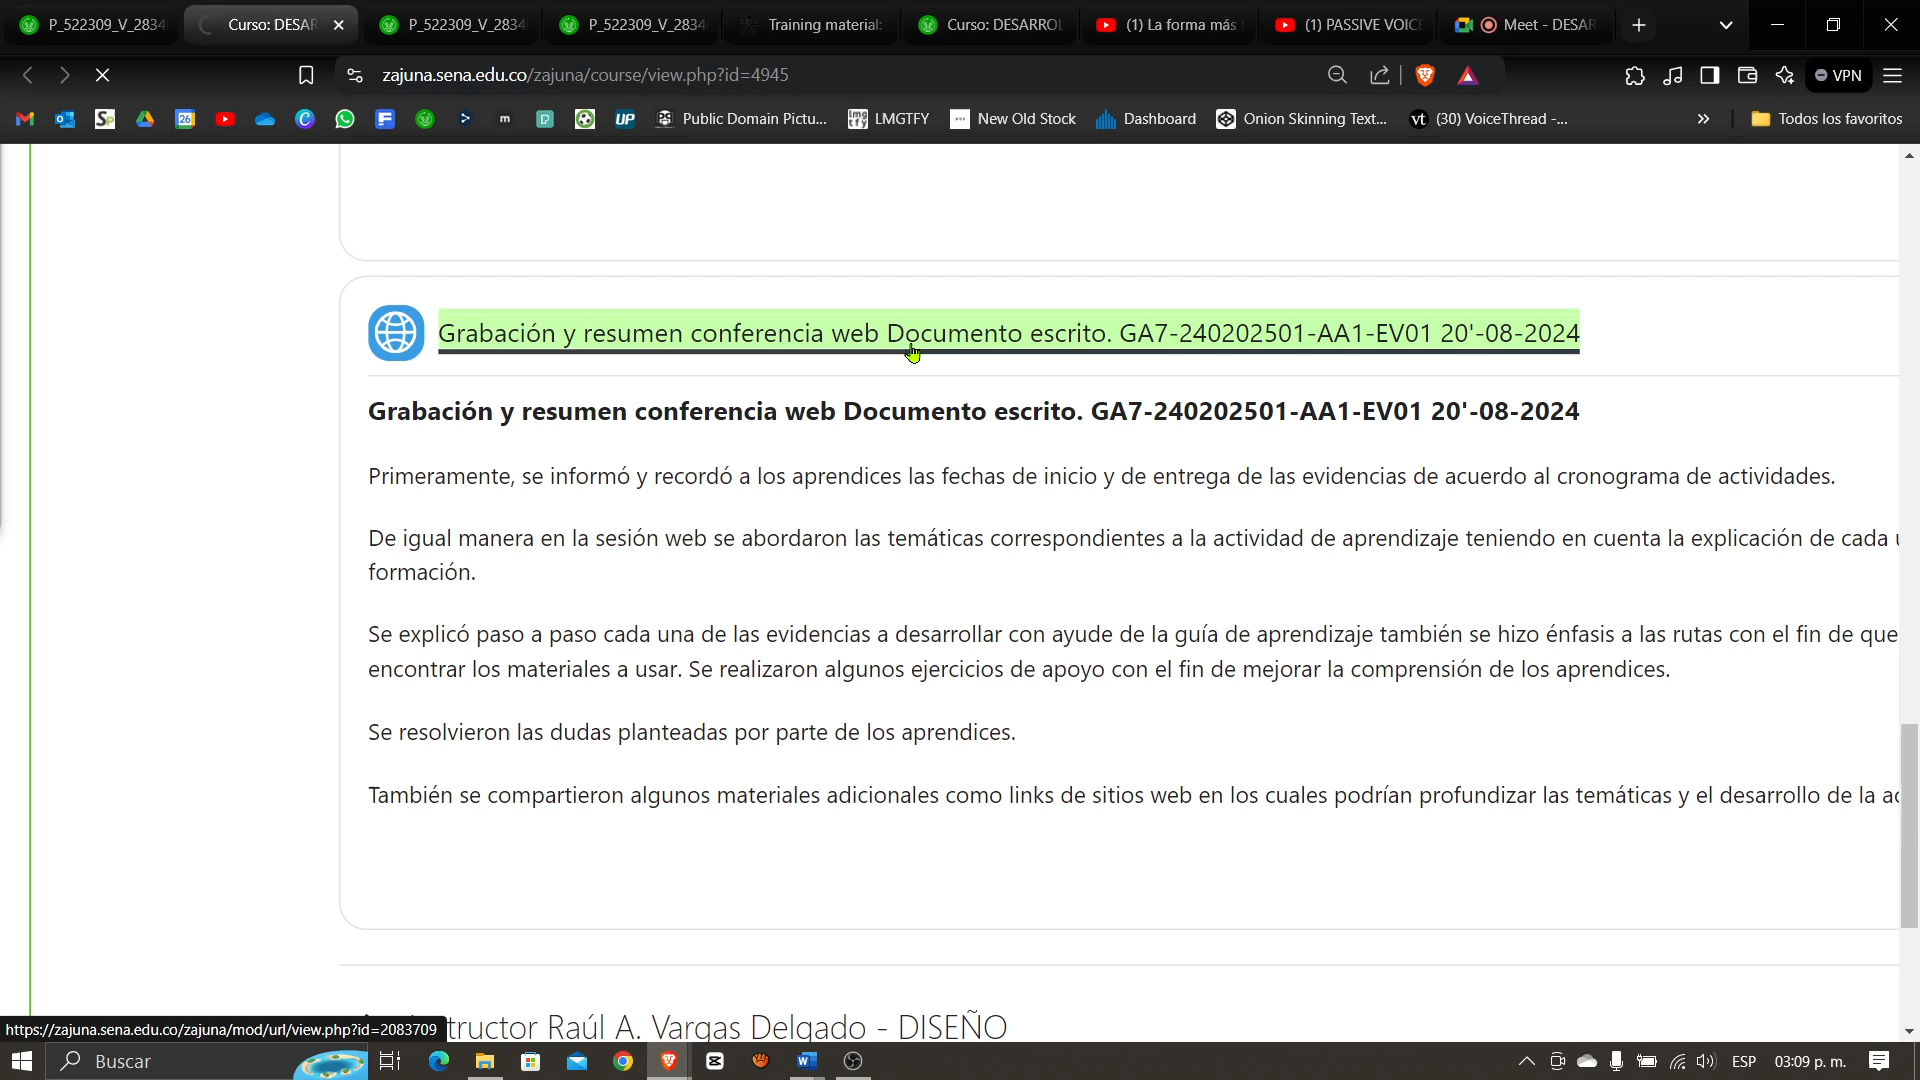 P_522309_V_2834
Curso: DESAR
P_522309_V_2834
P_522309_V_2834
Training material:
Curso: DESARROL
(1) La forma más
(1) PASSIVE VOICE
Meet - DESAR
zajuna.sena.edu.co/zajuna/course/view.php?id=4945
VPN
26
UP
Public Domain Pictu...
LMGTFY
New Old Stock
Dashboard
Onion Skinning Text...
vt
(30) VoiceThread -...
Todos los favoritos
Grabación y resumen conferencia web Documento escrito. GA7-240202501-AA1-EV01 20'-08-2024
Grabación y resumen conferencia web Documento escrito. GA7-240202501-AA1-EV01 20'-08-2024
Primeramente, se informó y recordó a los aprendices las fechas de inicio y de entrega de las evidencias de acuerdo al cronograma de actividades.
De igual manera en la sesión web se abordaron las temáticas correspondientes a la actividad de aprendizaje teniendo en cuenta la explicación de cada
formación.
Se explicó paso a paso cada una de las evidencias a desarrollar con ayude de la guía de aprendizaje también se hizo énfasis a las rutas con el fin de que
encontrar los materiales a usar. Se realizaron algunos ejercicios de apoyo con el fin de mejorar la comprensión de los aprendices.
Se resolvieron las dudas planteadas por parte de los aprendices.
También se compartieron algunos materiales adicionales como links de sitios web en los cuales podrían profundizar las temáticas y el desarrollo de la
tructor Raúl A. Vargas Delgado - DISEÑO
https://zajuna.sena.edu.co/zajuna/mod/url/view.php?id=2083709
Buscar
ESP
03:09 p. m.